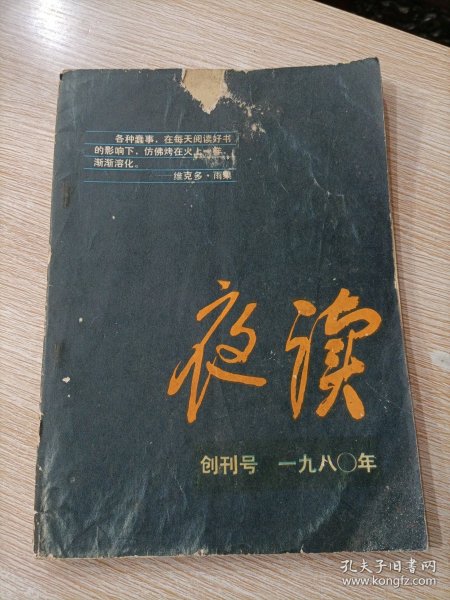 各种蠢事，在每天阅读好书
的影响下，仿佛烤在火上一样，
渐渐溶化。
维克多·雨果
夜读
创刊号 一九八〇年
孔夫子旧书网
www.kongfz.com